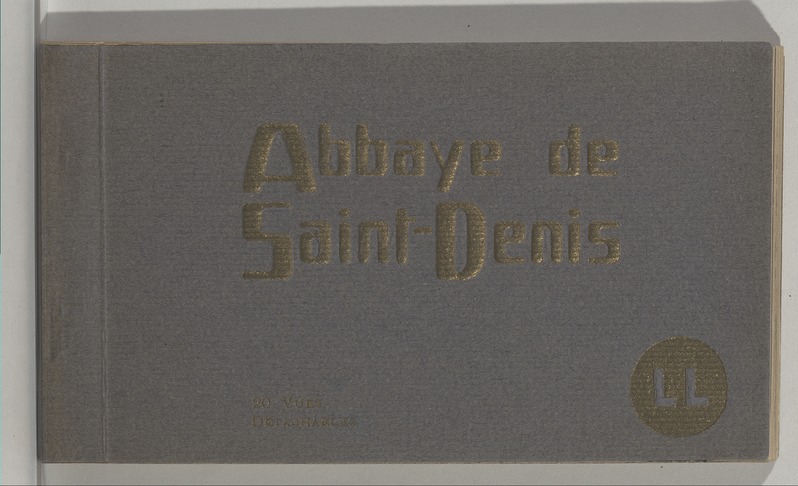 Abbaye de
Saint-Denis
20 VUES
DÉTACHABLES
LL